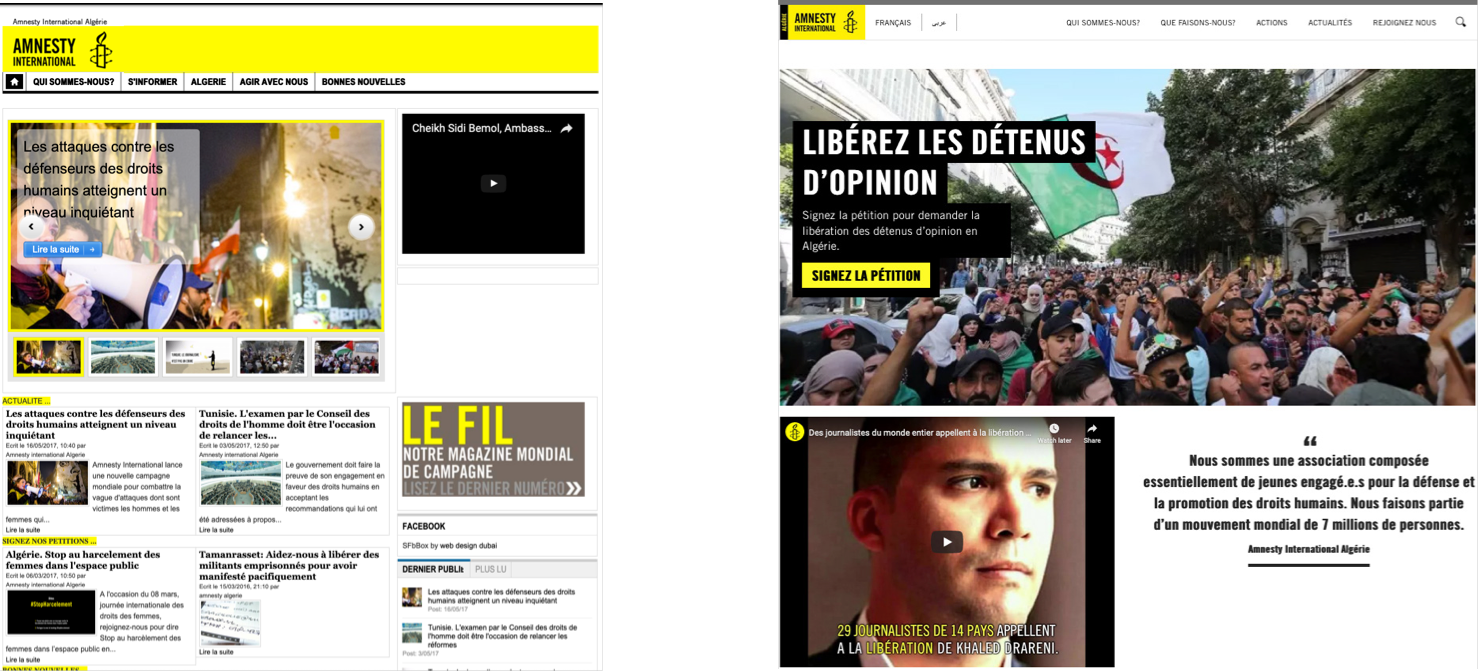 Amnesty International Algérie
AMNESTY
INTERNATIONAL
QUI SOMMES-NOUS?
S'INFORMER
ALGERIE
AGIR AVEC NOUS
BONNES NOUVELLES
Les attaques contre les
défenseurs des droits
humains atteignent un
niveau inquiétant
Lire la suite
Cheikh Sidi Bemol, Ambass...
ACTUALITE ...
Les attaques contre les défenseurs des
droits humains atteignent un niveau
inquiétant
Ecrit le 16/05/2017, 10:40 par
Amnesty international Algerie
Amnesty International lance
une nouvelle campagne
mondiale pour combattre la
vague d'attaques dont sont
victimes les hommes et les
femmes qui...
Lire la suite
Tunisie. L'examen par le Conseil des
droits de l'homme doit être l'occasion
de relancer les...
Ecrit le 03/05/2017, 12:50 par
Amnesty international Algerie
Le gouvernement doit faire la
preuve de son engagement en
faveur des droits humains en
acceptant les
recommandations qui lui ont
été adressées à propos...
Lire la suite
SIGNEZ NOS PETITIONS ...
Algérie. Stop au harcelement des
femmes dans l'espace public
Ecrit le 06/03/2017, 10:50 par
Amnesty international Algerie
#StopHarcelement
A l'occasion du 08 mars,
journée internationale des
droits des femmes,
rejoignez-nous pour dire
Stop au harcèlement des
femmes dans l'espace public en...
Lire la suite
Tamanrasset: Aidez-nous à libérer des
militants emprisonnés pour avoir
manifesté pacifiquement
Ecrit le 15/03/2016, 21:10 par
amnesty algerie
Lire la suite
BONNES NOUVELLES ...
LE FIL
NOTRE MAGAZINE MONDIAL
DE CAMPAGNE
LISEZ LE DERNIER NUMÉRO
FACEBOOK
SFbBox by web design dubai
DERNIER PUBLI
PLUS LU
Les attaques contre les défenseurs des droits
humains atteignent un niveau inquiétant
Post: 16/05/17
Tunisie. L'examen par le Conseil des droits de
l'homme doit être l'occasion de relancer les
réformes
Post: 3/05/17
ALGÉRIE
AMNESTY
INTERNATIONAL
FRANÇAIS
عربي
QUI SOMMES-NOUS?
QUE FAISONS-NOUS?
ACTIONS
ACTUALITÉS
REJOIGNEZ NOUS
LIBÉREZ LES DÉTENUS
D'OPINION
Signez la pétition pour demander la
libération des détenus d'opinion en
Algérie.
SIGNEZ LA PÉTITION
CAFÉTERIA
FOOD
Des journalistes du monde entier appellent à la libération ...
Watch later
Share
29 JOURNALISTES DE 14 PAYS APPELLENT
A LA LIBÉRATION DE KHALED DRARENI.
“
Nous sommes une association composée
essentiellement de jeunes engagé.e.s pour la défense et
la promotion des droits humains. Nous faisons partie
d'un mouvement mondial de 7 millions de personnes.
Amnesty International Algérie